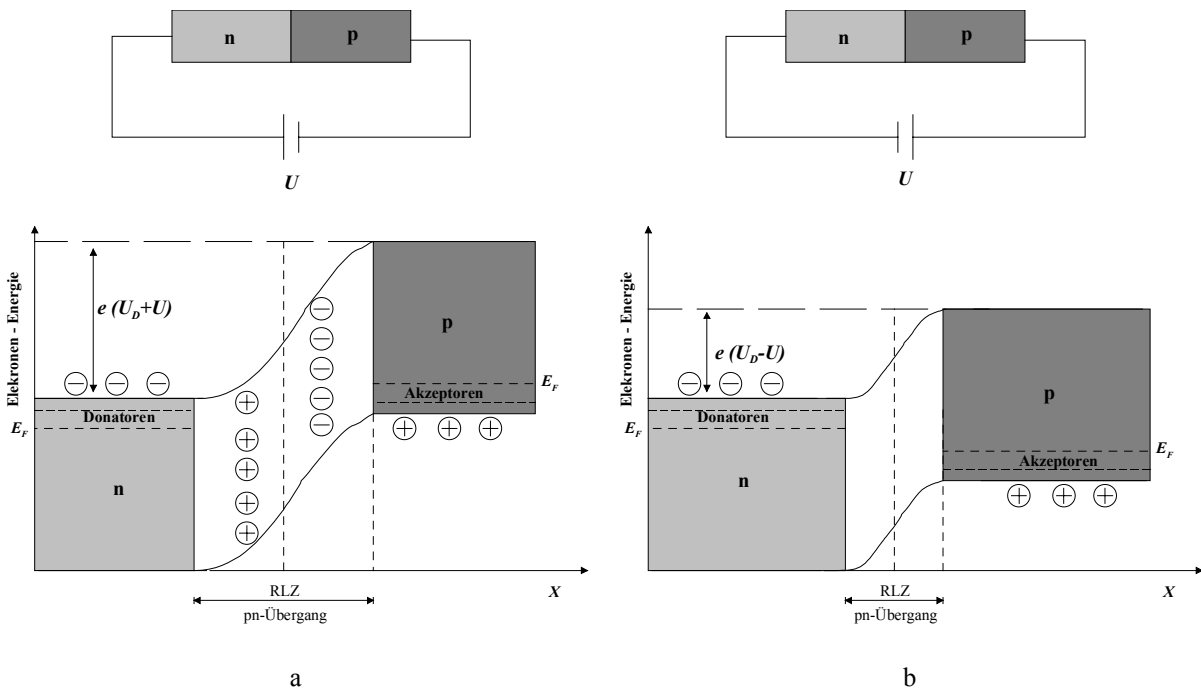 n p
U
Elekronen - Energie
e (U_D+U)
p
E_F
Akzeptoren
Donatoren
E_F
n
RLZ
X
pn-Übergang
a
n p
U
Elekronen - Energie
e (U_D-U)
p
Donatoren
E_F
E_F
Akzeptoren
n
RLZ
X
pn-Übergang
b